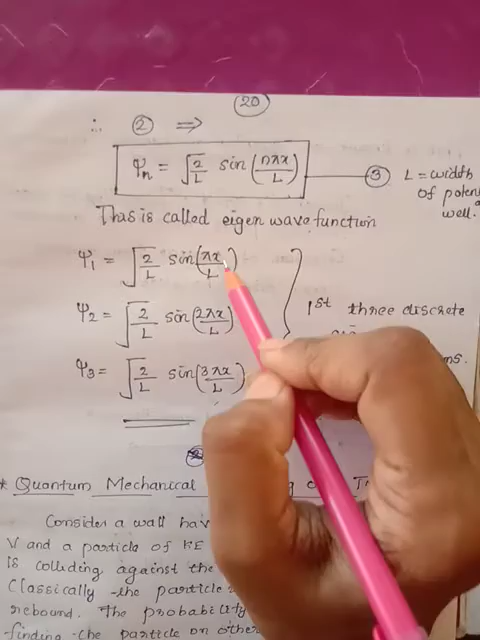 20
∴ ② ⇒
Ψn = √2/L sin(nπx/L) ③ L = width
of poten
well.
This is called eigen wave function
Ψ1 = √2/L sin(πx/L)
Ψ2 = √2/L sin(2πx/L) 1st three discrete
Ψ3 = √2/L sin(3πx/L)
* Quantum Mechanical
Consider a wall hav
V and a particle of KE
is colliding against the
Classically the particle
rebound. The probability
finding the particle on other